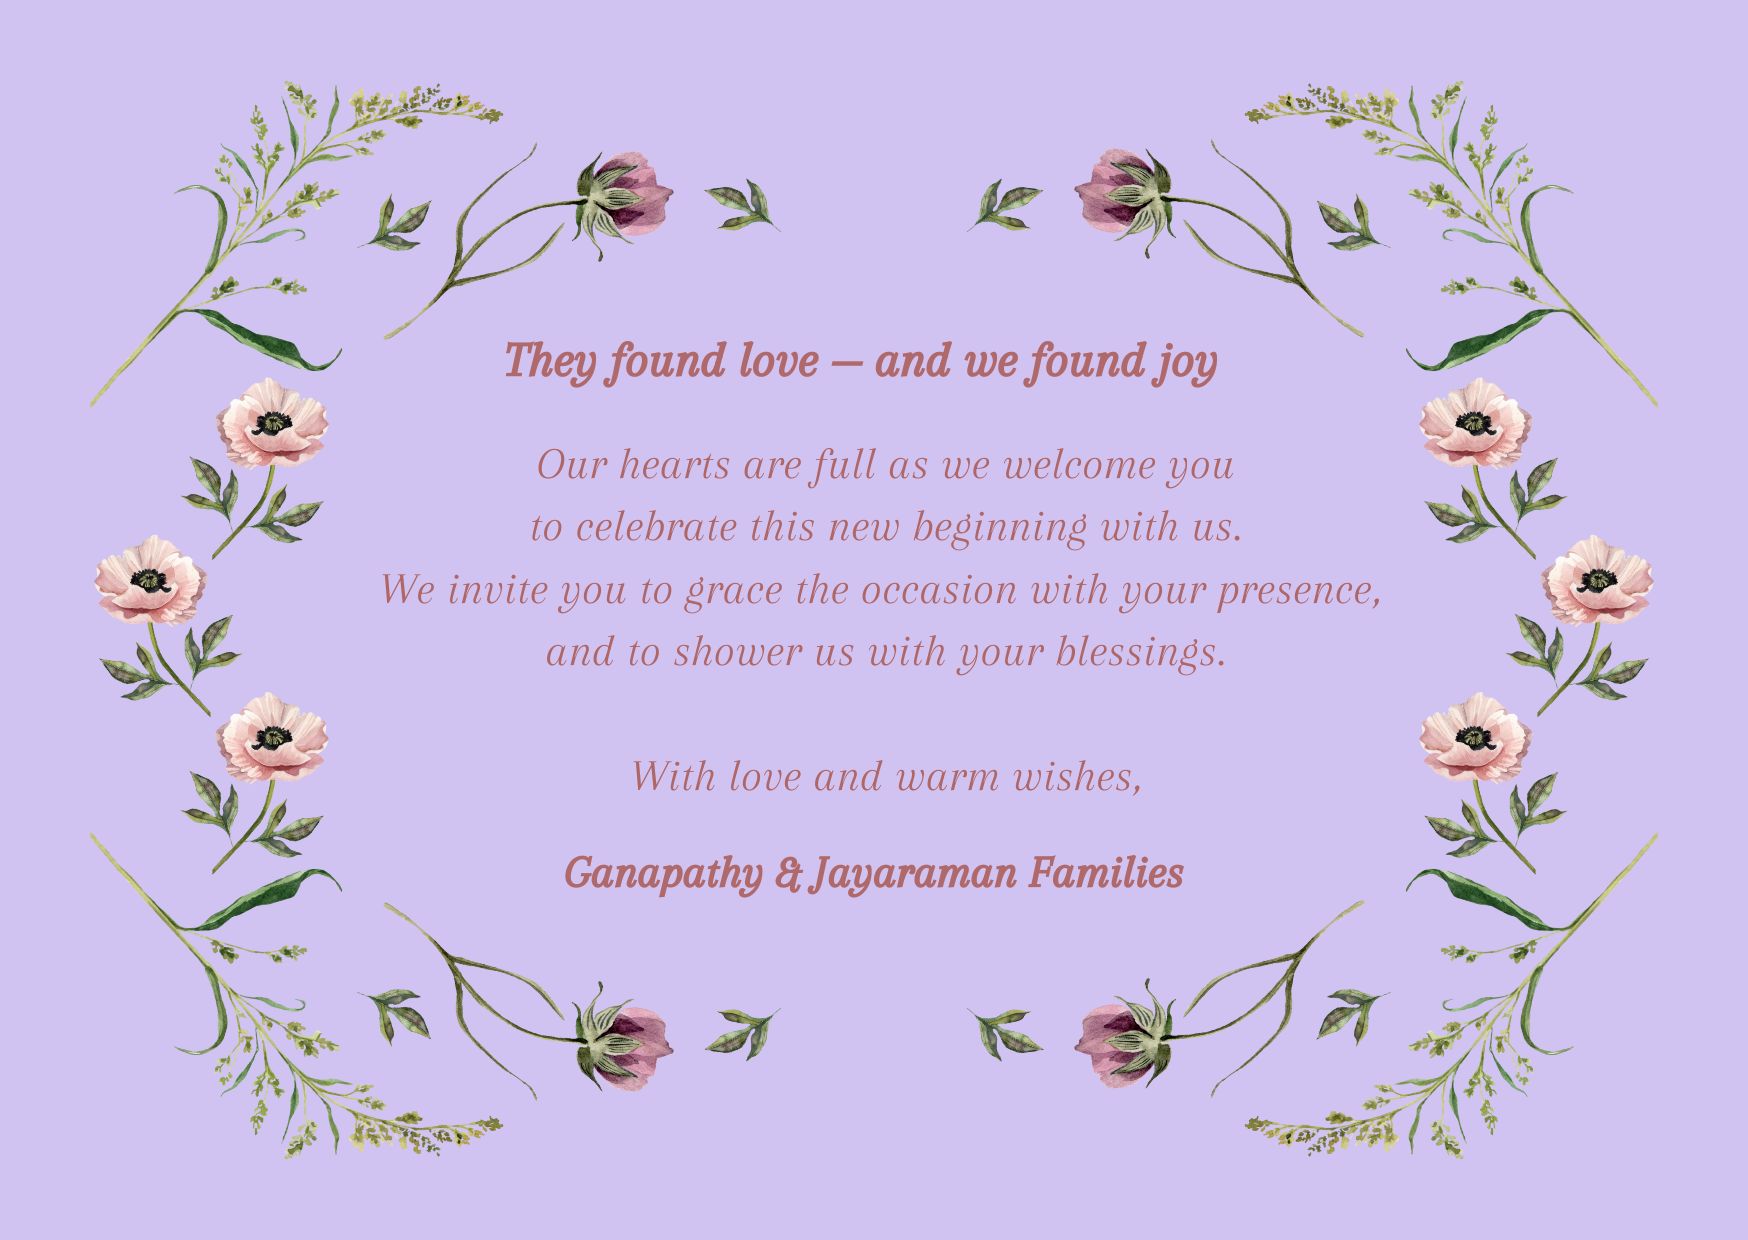 They found love — and we found joy
Our hearts are full as we welcome you
to celebrate this new beginning with us.
We invite you to grace the occasion with your presence,
and to shower us with your blessings.
With love and warm wishes,
Ganapathy & Jayaraman Families